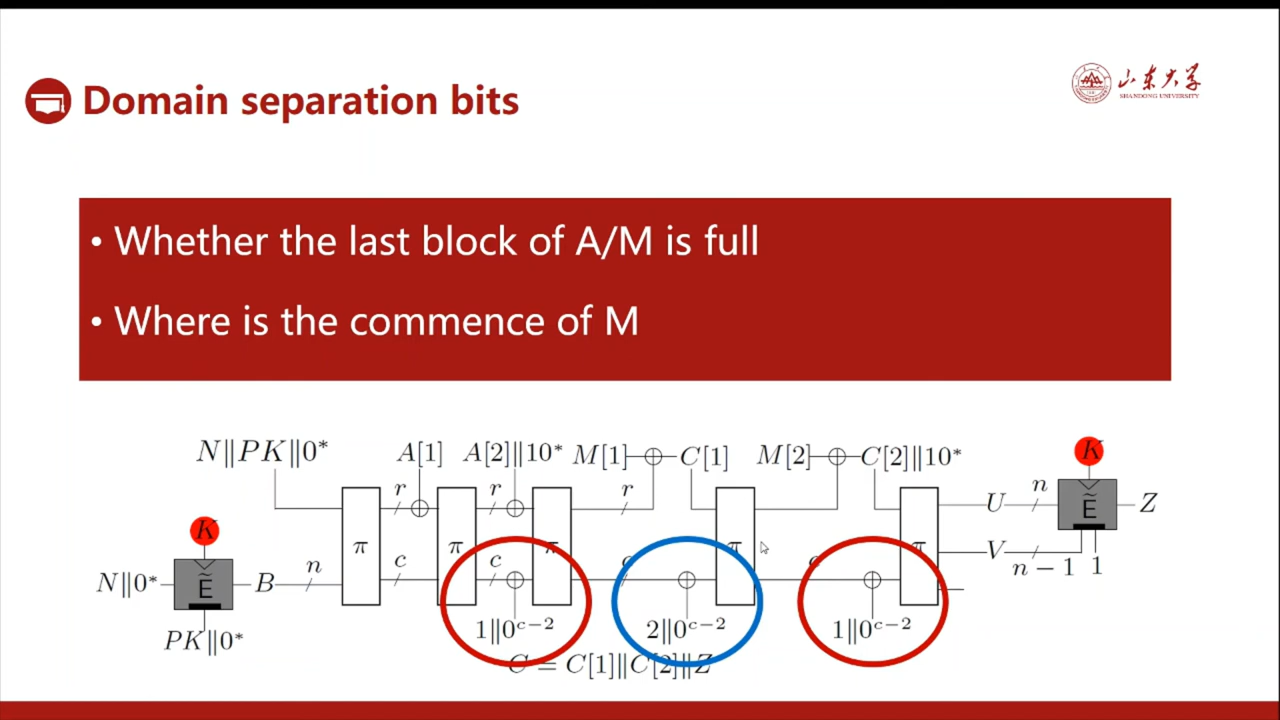 Domain separation bits
山东大学
SHANDONG UNIVERSITY
• Whether the last block of A/M is full
• Where is the commence of M
N‖PK‖0* A[1] A[2]‖10* M[1] C[1] M[2] C[2]‖10* K
r r r n
U Ẽ Z
K π π π π π
c c c c V
n − 1 1
N‖0* Ẽ B n
1‖0^{c−2} 2‖0^{c−2} 1‖0^{c−2}
PK‖0*
C = C[1]‖C[2]‖Z